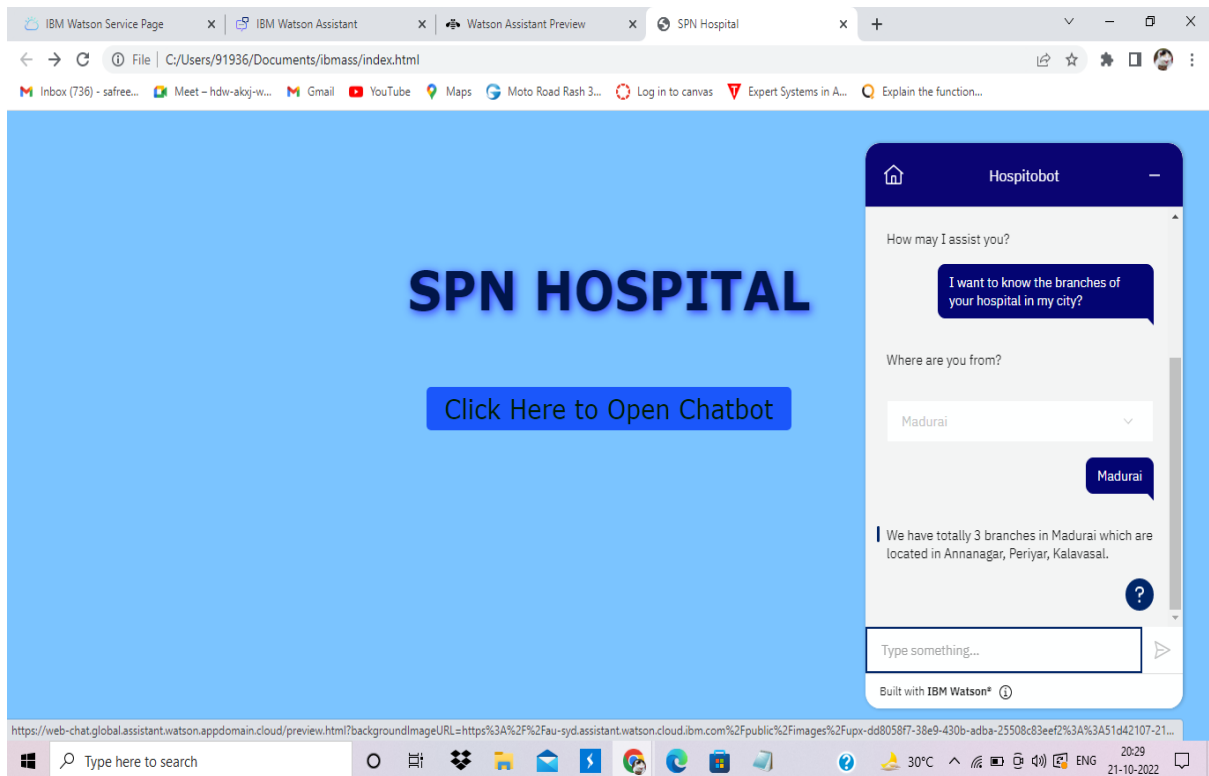 IBM Watson Service Page
IBM Watson Assistant
Watson Assistant Preview
SPN Hospital
File | C:/Users/91936/Documents/ibmass/index.html
Inbox (736) - safree...
Meet – hdw-akxj-w...
Gmail
YouTube
Maps
Moto Road Rash 3...
Log in to canvas
Expert Systems in A...
Explain the function...
SPN HOSPITAL
Click Here to Open Chatbot
Hospitobot
How may I assist you?
I want to know the branches of
your hospital in my city?
Where are you from?
Madurai
Madurai
We have totally 3 branches in Madurai which are
located in Annanagar, Periyar, Kalavasal.
?
Type something...
Built with IBM Watson®
https://web-chat.global.assistant.watson.appdomain.cloud/preview.html?backgroundImageURL=https%3A%2F%2Fau-syd.assistant.watson.cloud.ibm.com%2Fpublic%2Fimages%2Fupx-dd8058f7-38e9-430b-adba-25508c83eef2%3A%3A51d42107-21...
Type here to search
30°C
ENG
20:29
21-10-2022